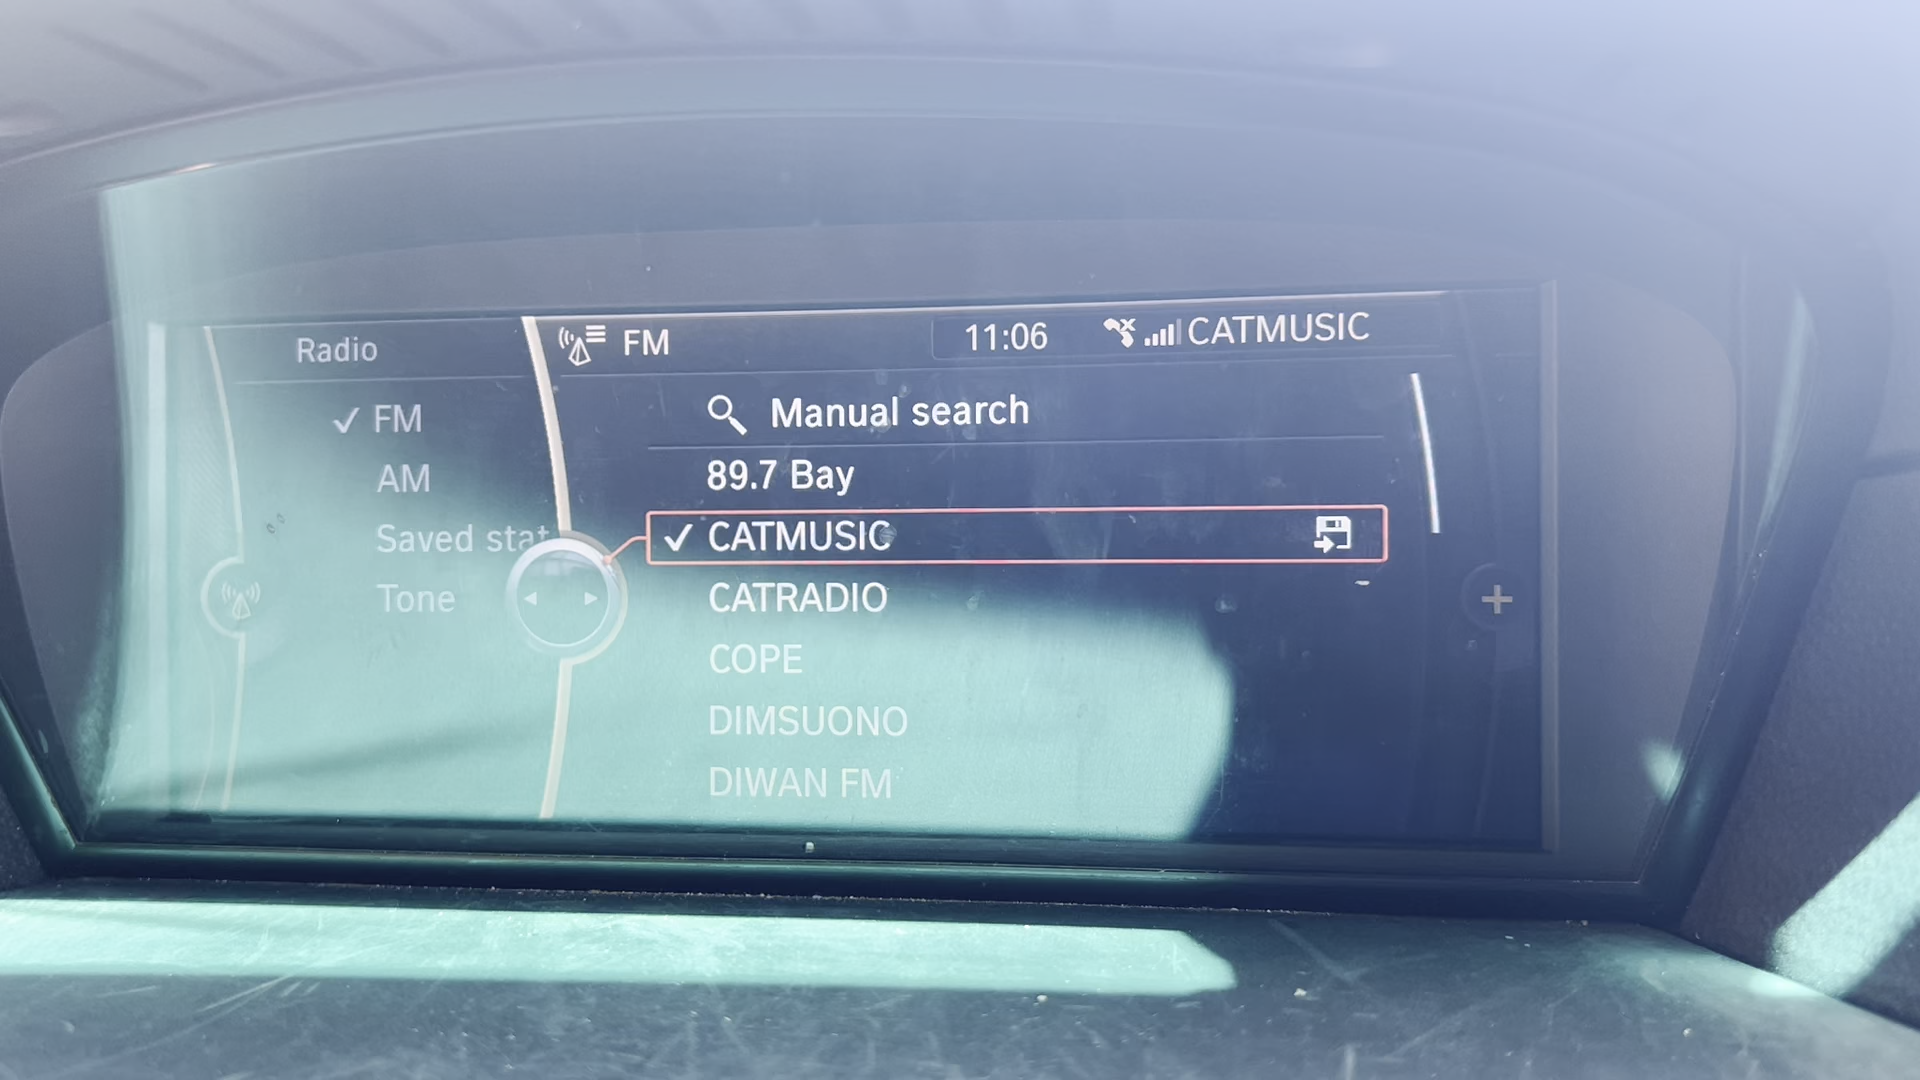 Radio
FM
AM
Saved stat
Tone
FM
11:06
CATMUSIC
Manual search
89.7 Bay
CATMUSIC
CATRADIO
COPE
DIMSUONO
DIWAN FM